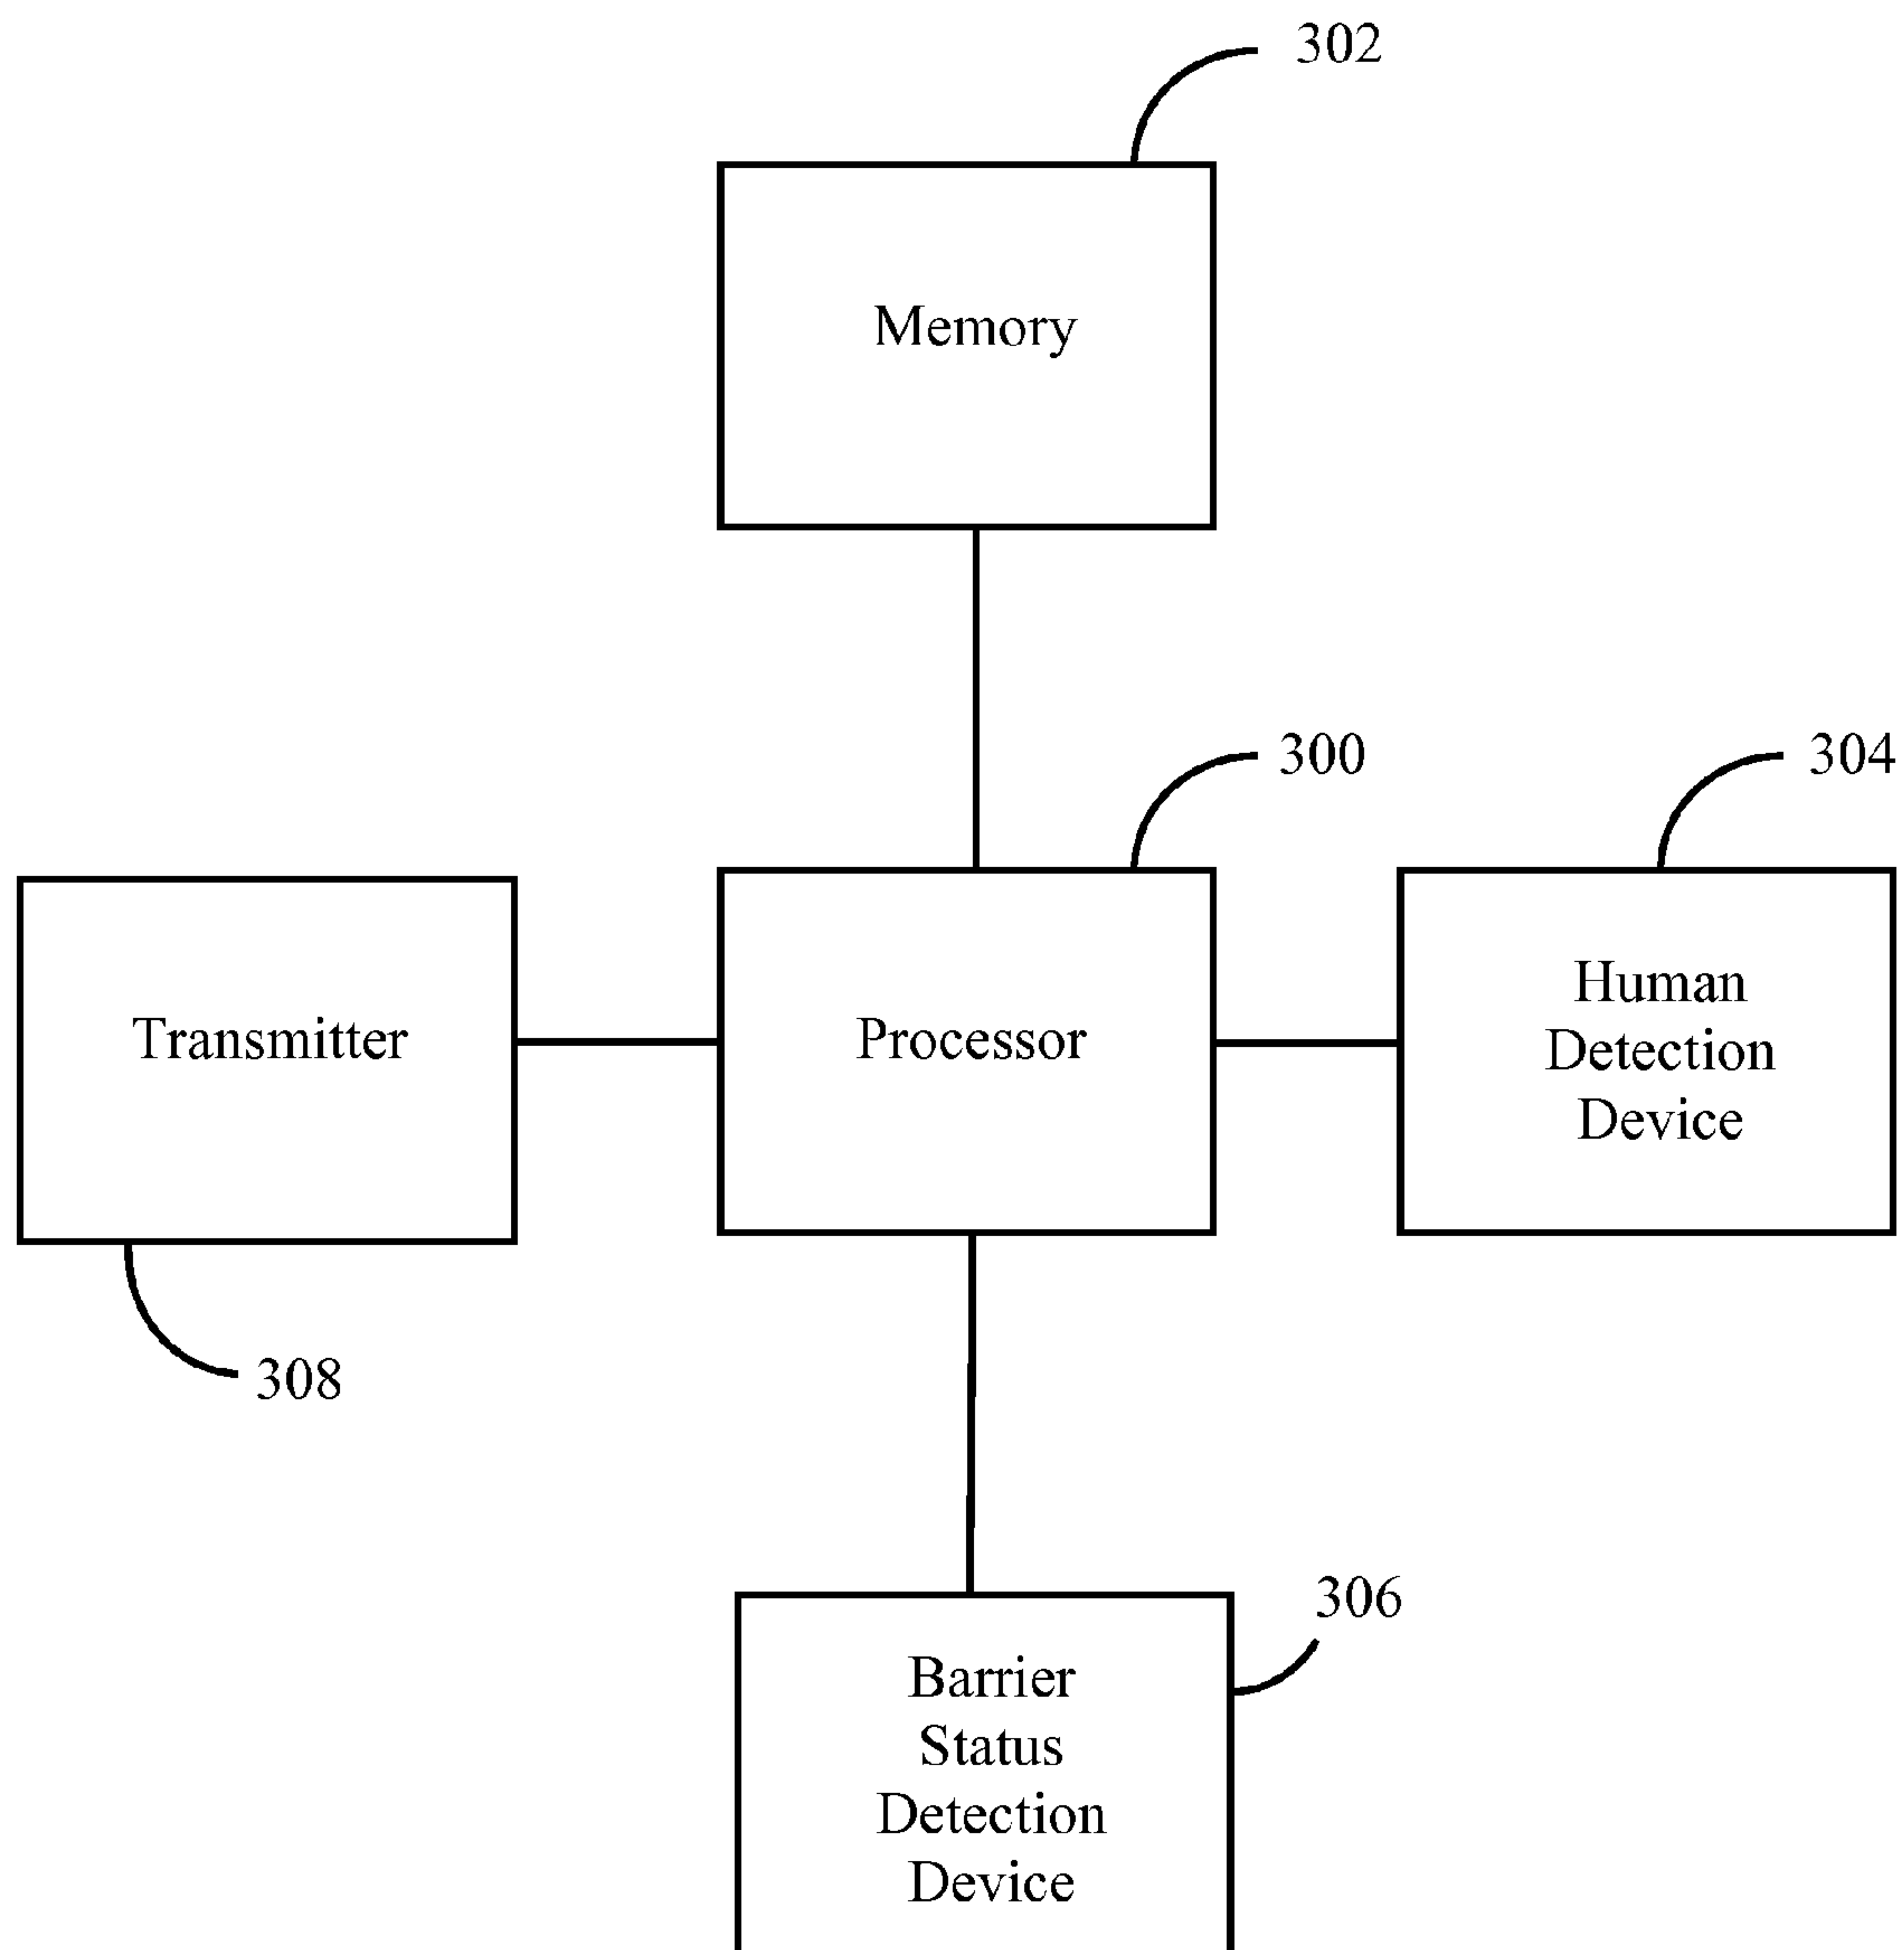 302
Memory
300
304
Transmitter
Processor
Human
Detection
Device
308
306
Barrier
Status
Detection
Device